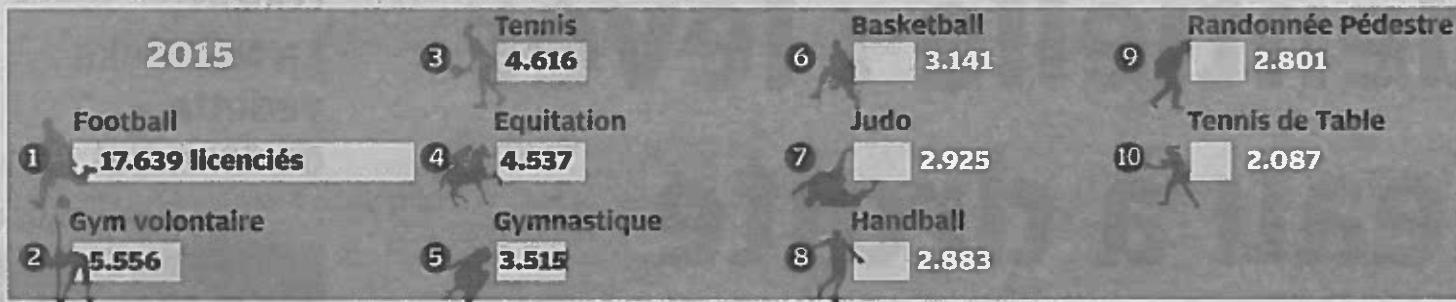 2015
1
Football
17.639 licenciés
2
Gym volontaire
5.556
3
Tennis
4.616
4
Equitation
4.537
5
Gymnastique
3.515
6
Basketball
3.141
7
Judo
2.925
8
Handball
2.883
9
Randonnée Pédestre
2.801
10
Tennis de Table
2.087